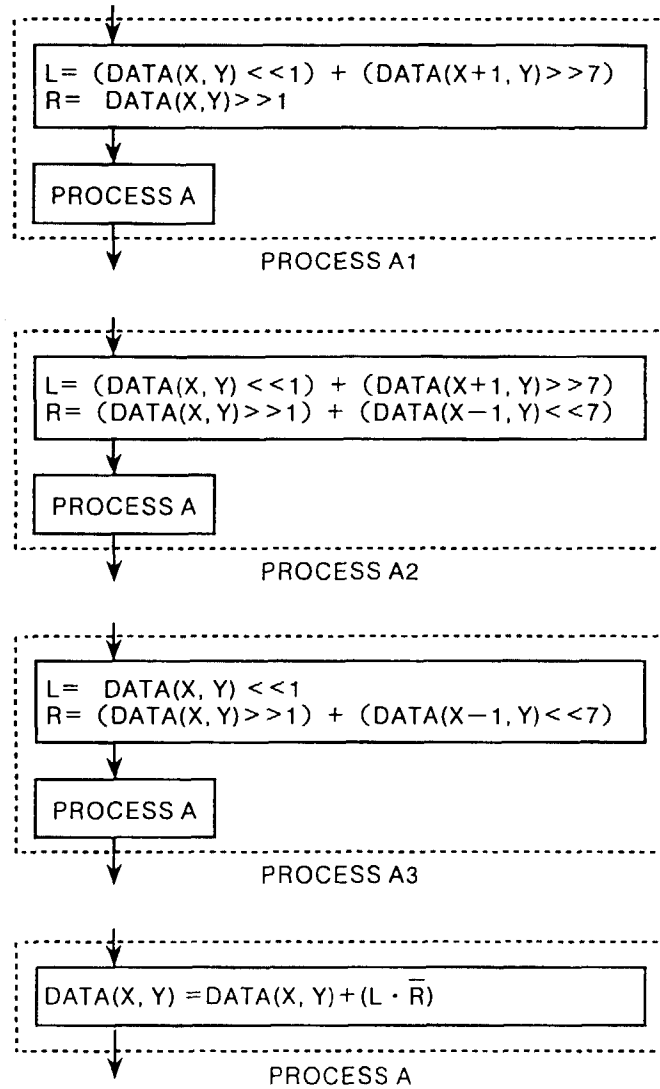 L= (DATA(X, Y) <<1) + (DATA(X+1, Y)>>7)
R= DATA(X,Y)>>1
PROCESS A
PROCESS A1
L= (DATA(X, Y) <<1) + (DATA(X+1, Y)>>7)
R= (DATA(X, Y)>>1) + (DATA(X−1, Y)<<7)
PROCESS A
PROCESS A2
L= DATA(X, Y) <<1
R= (DATA(X, Y)>>1) + (DATA(X−1, Y)<<7)
PROCESS A
PROCESS A3
DATA(X, Y) =DATA(X, Y)+(L · R̅)
PROCESS A